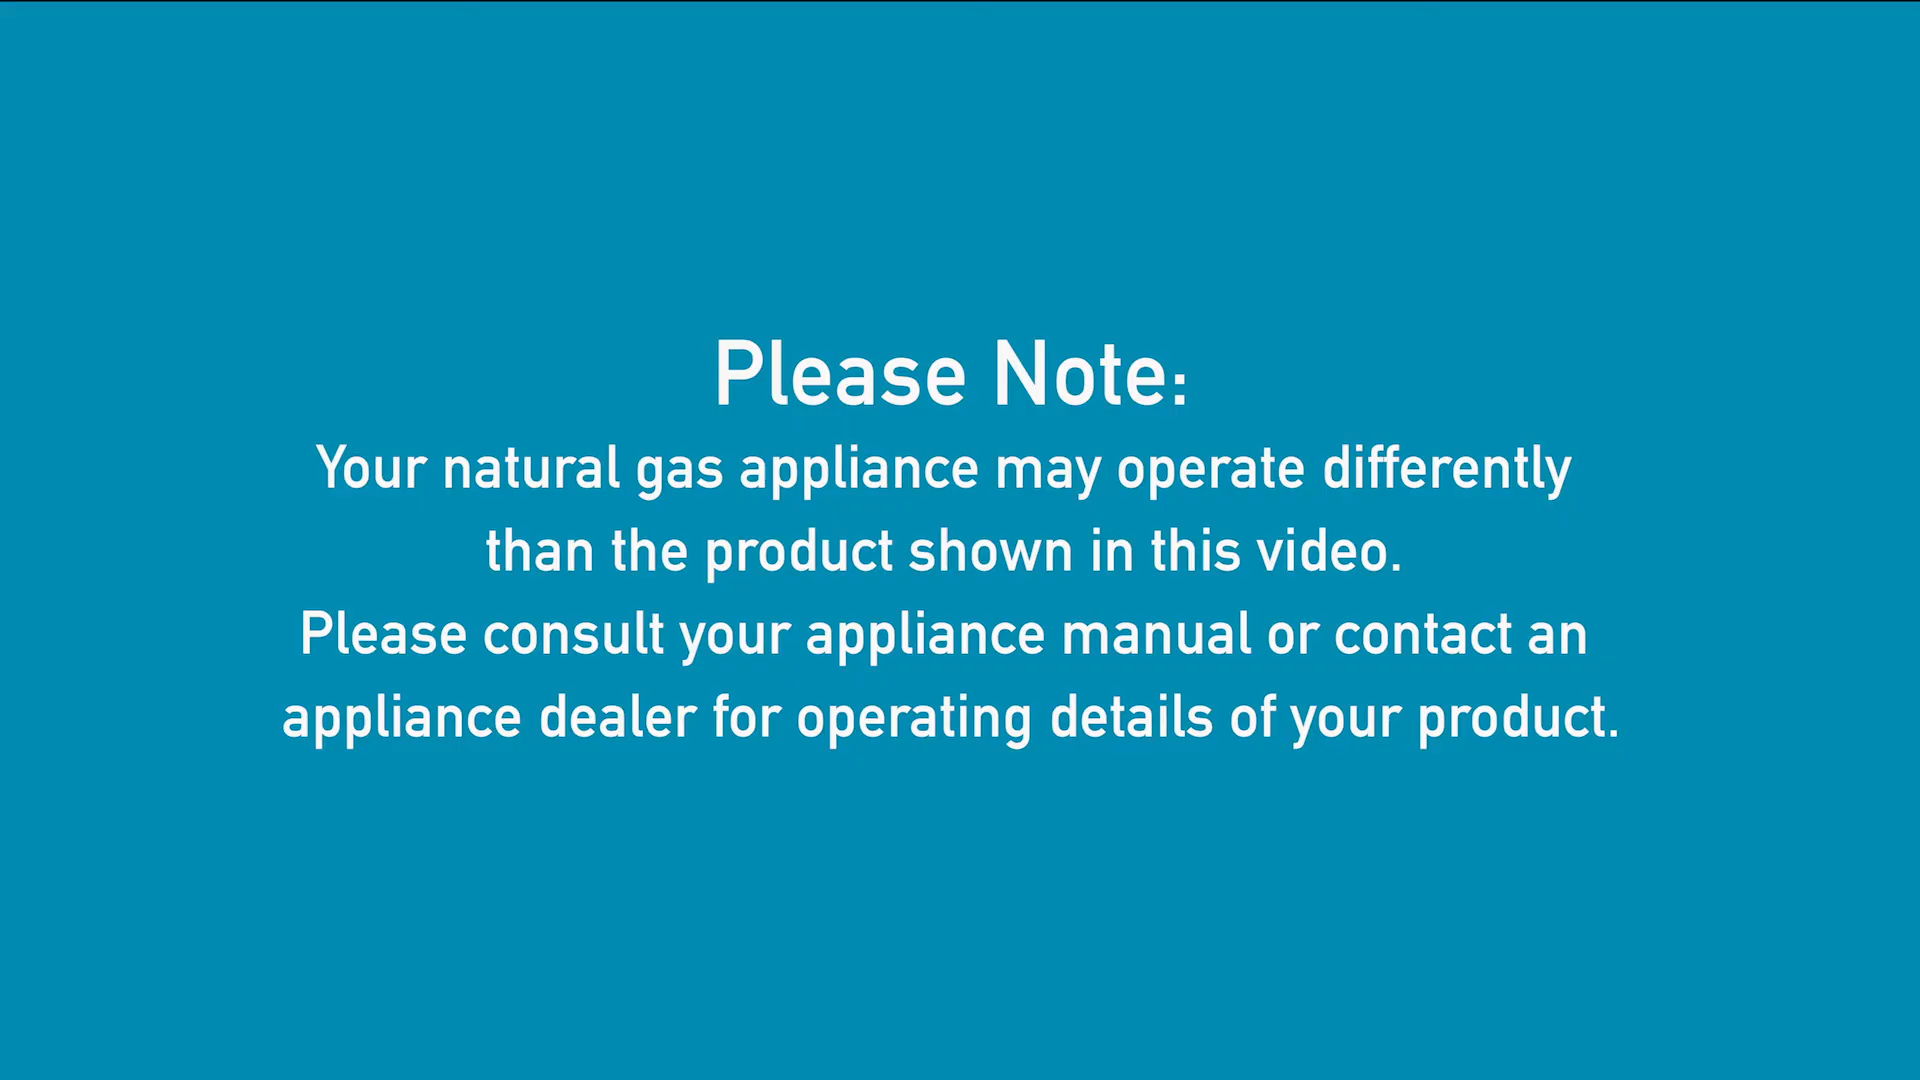 Please Note:
Your natural gas appliance may operate differently
than the product shown in this video.
Please consult your appliance manual or contact an
appliance dealer for operating details of your product.